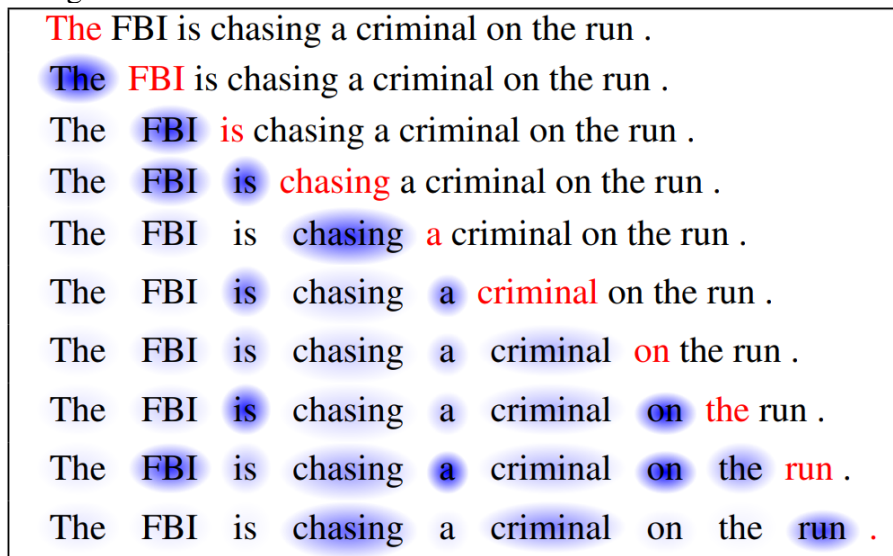 The FBI is chasing a criminal on the run .
The FBI is chasing a criminal on the run .
The FBI is chasing a criminal on the run .
The FBI is chasing a criminal on the run .
The FBI is chasing a criminal on the run .
The FBI is chasing a criminal on the run .
The FBI is chasing a criminal on the run .
The FBI is chasing a criminal on the run .
The FBI is chasing a criminal on the run .
The FBI is chasing a criminal on the run .